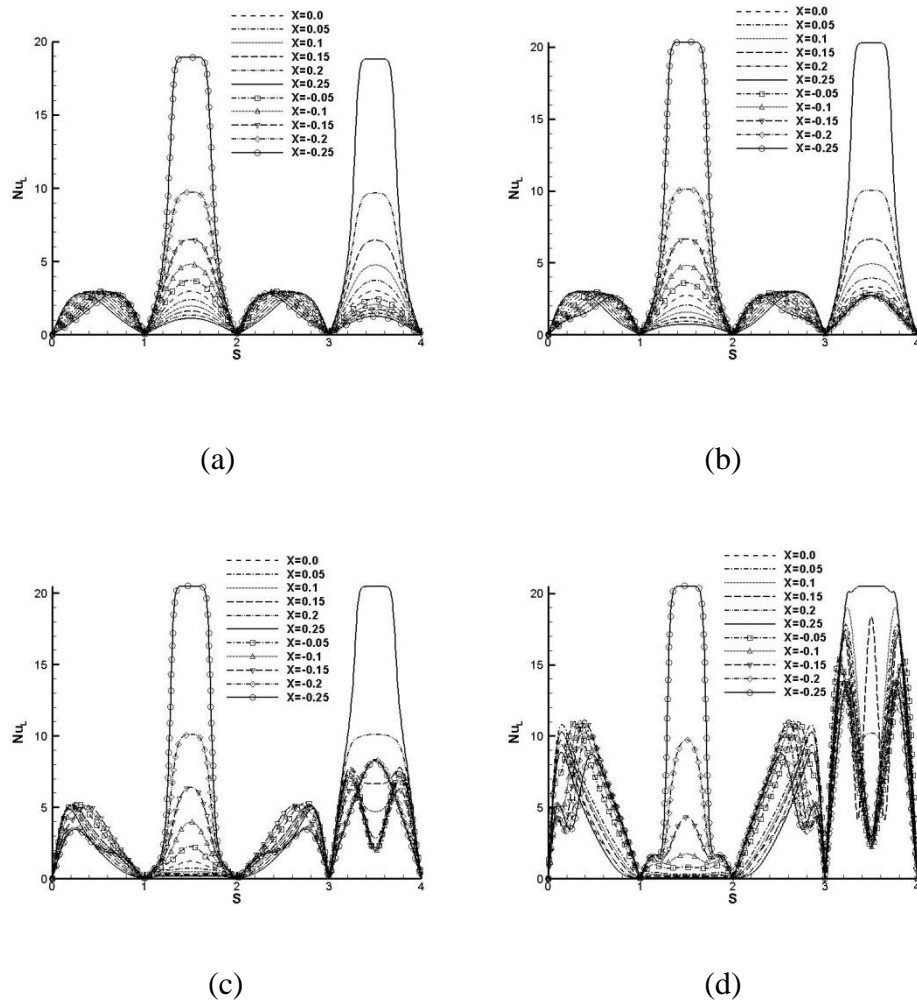 X=0.0
X=0.05
X=0.1
X=0.15
X=0.2
X=0.25
X=-0.05
X=-0.1
X=-0.15
X=-0.2
X=-0.25
20
15
10
5
0
Nu_L
0 1 2 3 4
S
(a)
X=0.0
X=0.05
X=0.1
X=0.15
X=0.2
X=0.25
X=-0.05
X=-0.1
X=-0.15
X=-0.2
X=-0.25
20
15
10
5
0
Nu_L
0 1 2 3 4
S
(b)
X=0.0
X=0.05
X=0.1
X=0.15
X=0.2
X=0.25
X=-0.05
X=-0.1
X=-0.15
X=-0.2
X=-0.25
20
15
10
5
0
Nu_L
0 1 2 3 4
S
(c)
X=0.0
X=0.05
X=0.1
X=0.15
X=0.2
X=0.25
X=-0.05
X=-0.1
X=-0.15
X=-0.2
X=-0.25
20
15
10
5
0
Nu_L
0 1 2 3 4
S
(d)